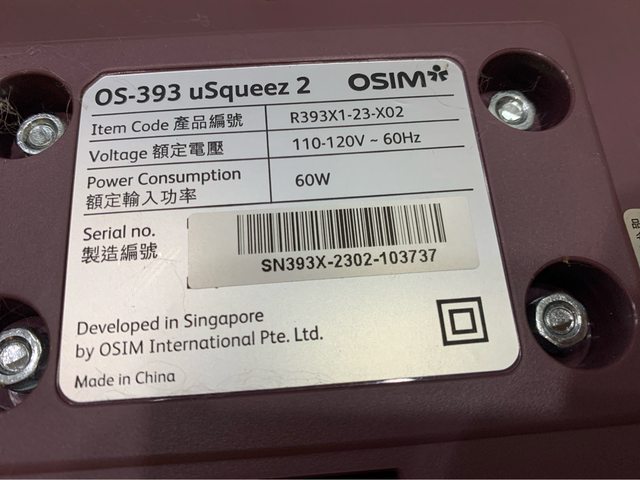 OS-393 uSqueez 2 OSIM
Item Code 產品編號 R393X1-23-X02
Voltage 額定電壓 110-120V ~ 60Hz
Power Consumption
額定輸入功率 60W
Serial no.
製造編號
SN393X-2302-103737
Developed in Singapore
by OSIM International Pte. Ltd.
Made in China